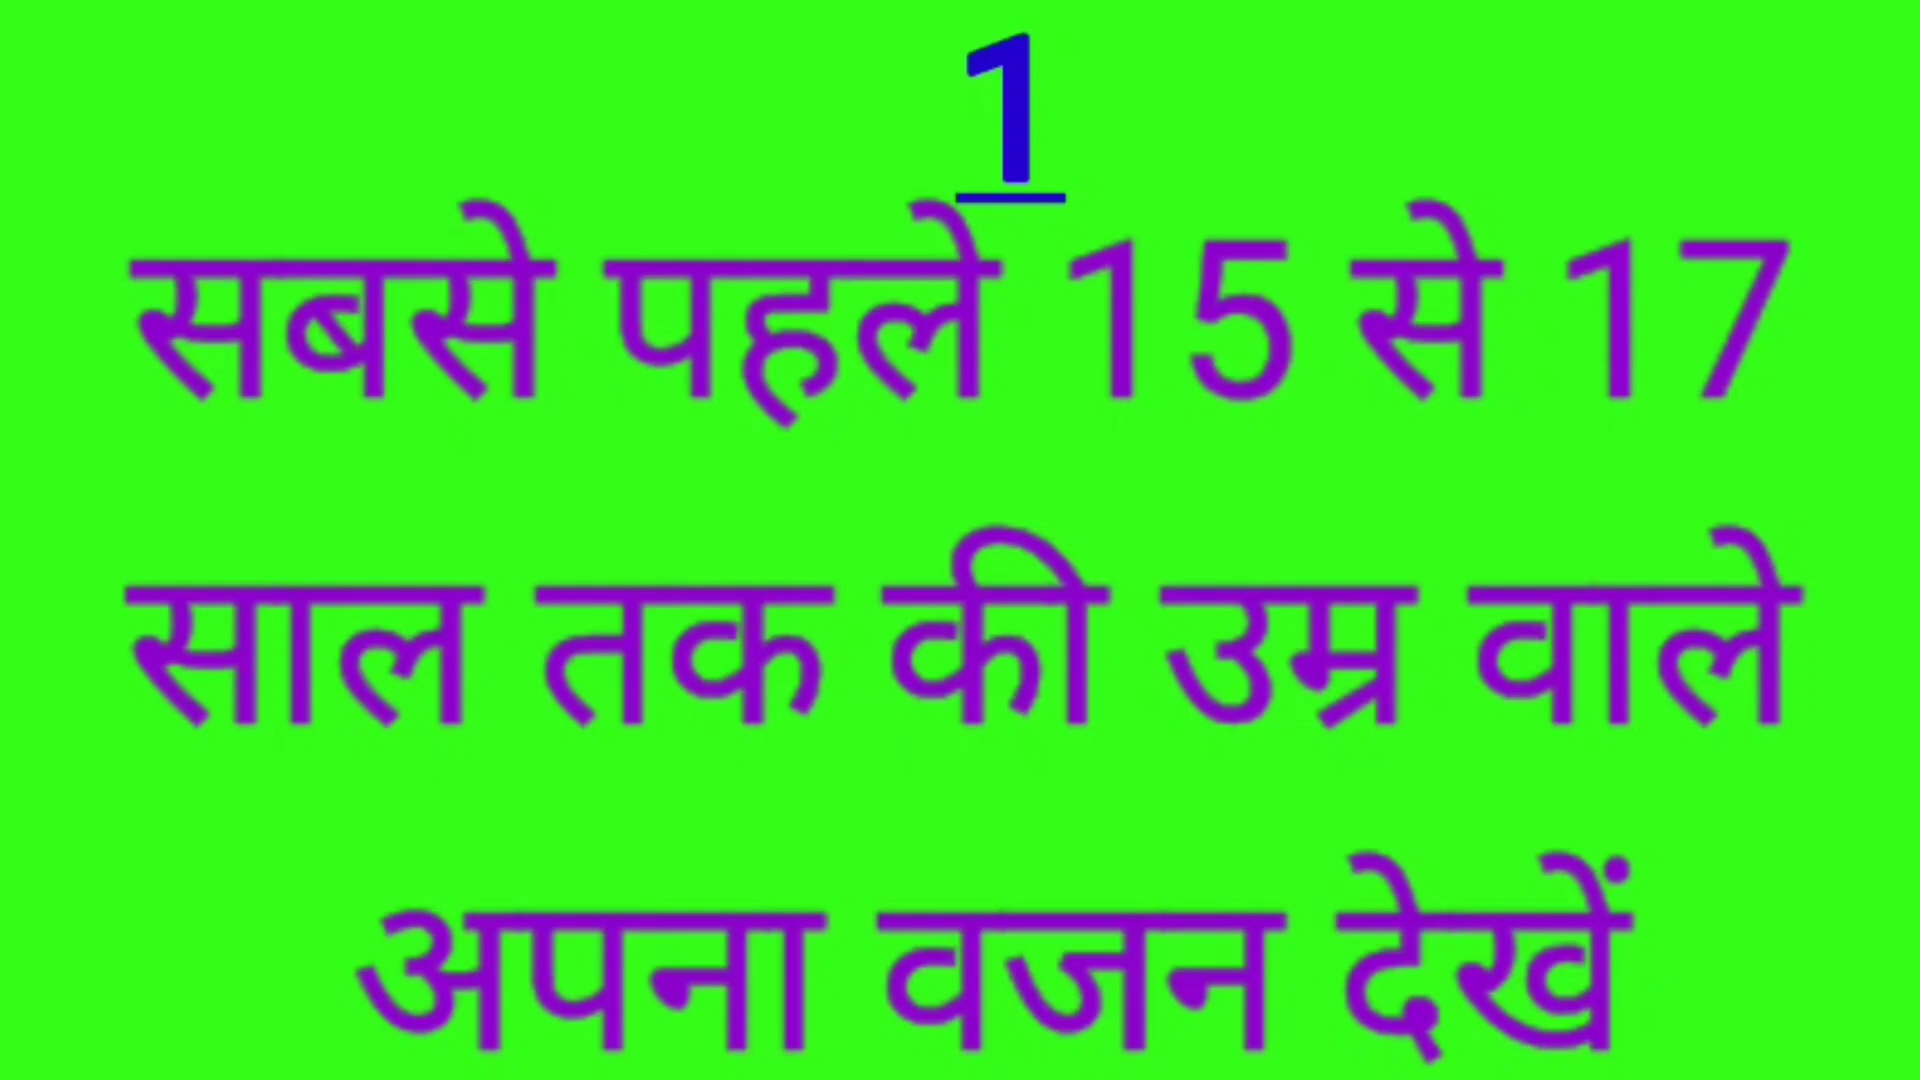 1
सबसे पहले 15 से 17
साल तक की उम्र वाले
अपना वजन देखें